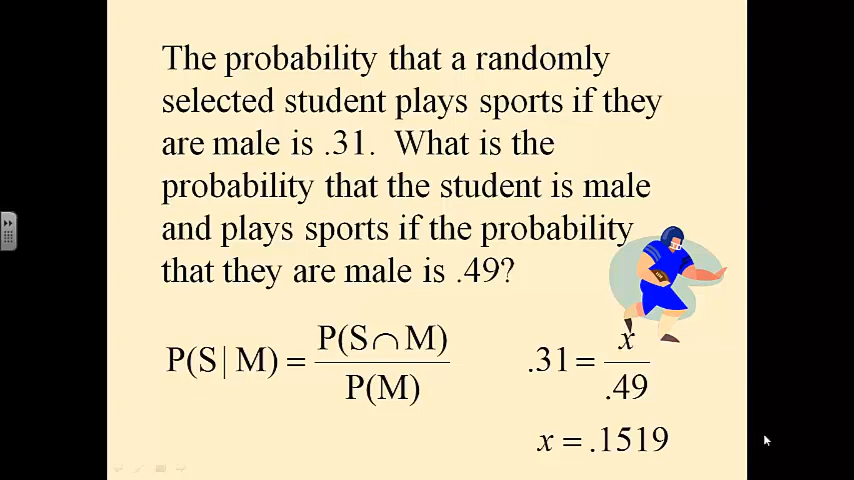 The probability that a randomly
selected student plays sports if they
are male is .31.  What is the
probability that the student is male
and plays sports if the probability
that they are male is .49?
P(S | M) = P(S ∩ M) / P(M)
.31 = x / .49
x = .1519